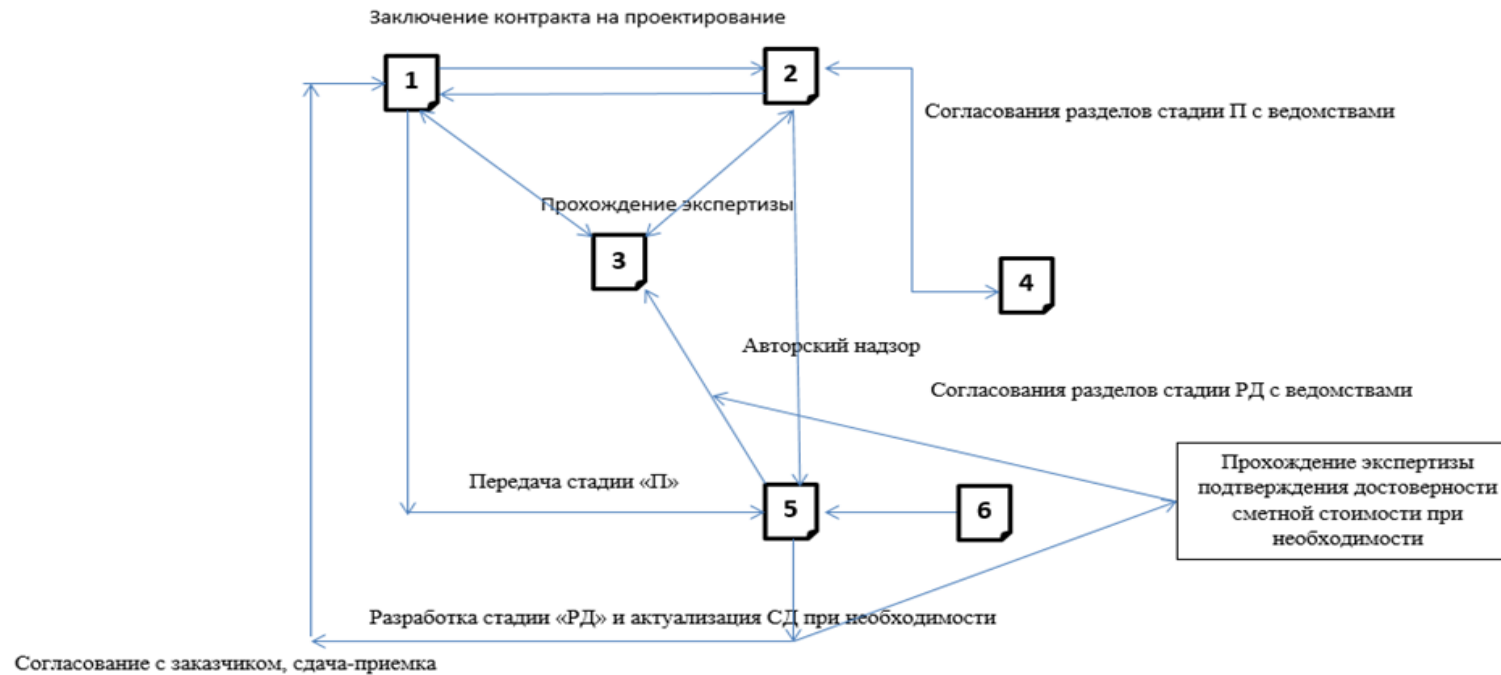 Заключение контракта на проектирование
1
2
Согласования разделов стадии П с ведомствами
Прохождение экспертизы
3
4
Авторский надзор
Согласования разделов стадии РД с ведомствами
Прохождение экспертизы
подтверждения достоверности
сметной стоимости при
необходимости
Передача стадии «П»
5
6
Разработка стадии «РД» и актуализация СД при необходимости
Согласование с заказчиком, сдача-приемка